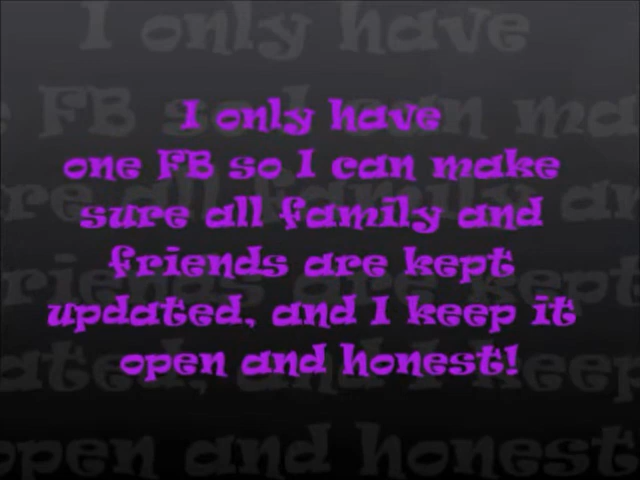 I only have
one FB so I can make
sure all family and
friends are kept
updated, and I keep it
open and honest!